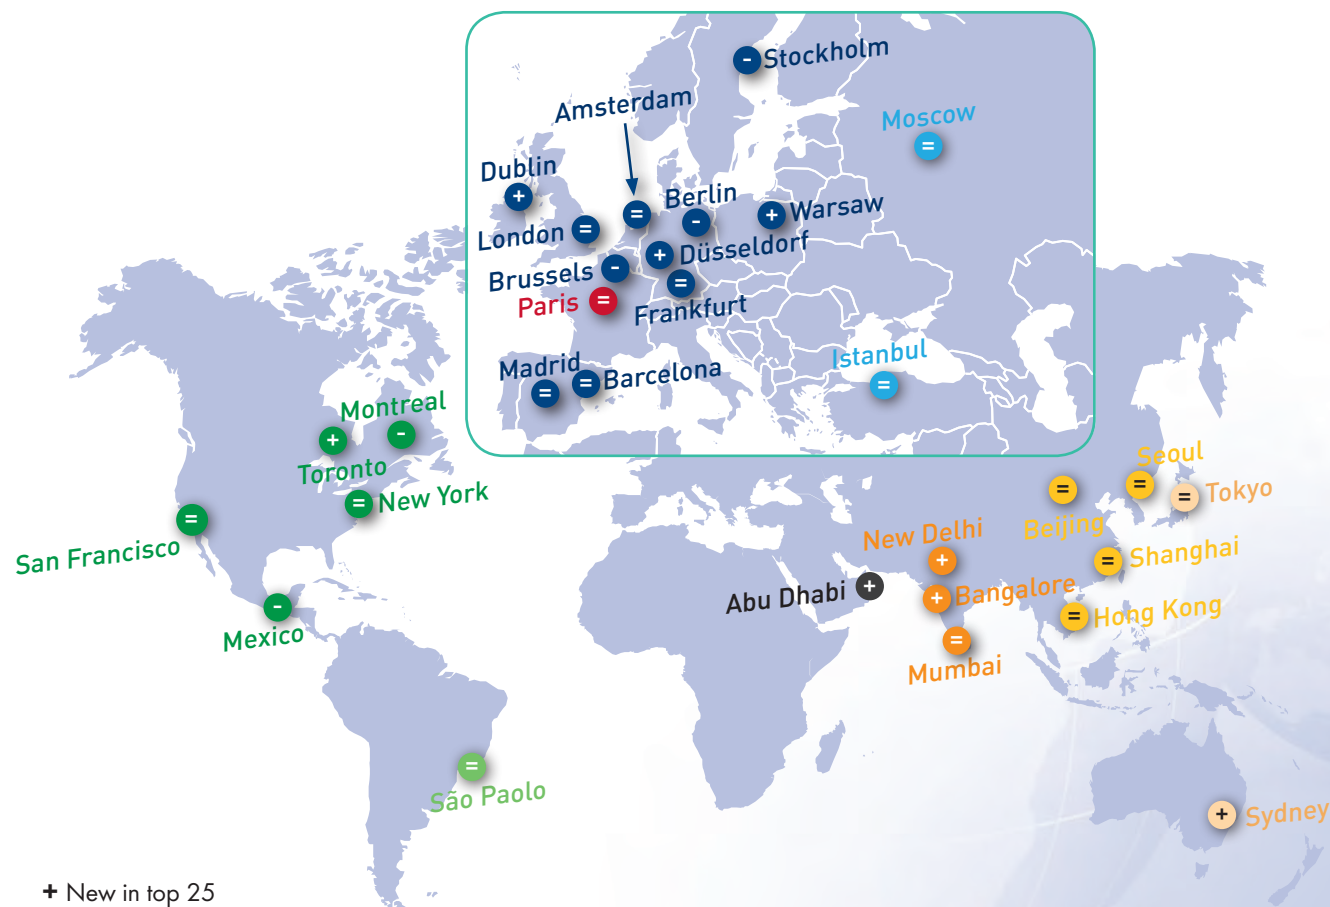 - Stockholm
Amsterdam
Moscow
=
Dublin
+
=
Berlin
-
+ Warsaw
London =
+ Düsseldorf
Brussels -
Paris =
=
Frankfurt
Istanbul
=
Madrid
=
= Barcelona
Montreal
-
+
Toronto
= New York
=
San Francisco
-
Mexico
=
São Paolo
Seoul
=
= Tokyo
=
Beijing
New Delhi
+
= Shanghai
Abu Dhabi +
+ Bangalore
= Hong Kong
=
Mumbai
+ Sydney
+ New in top 25